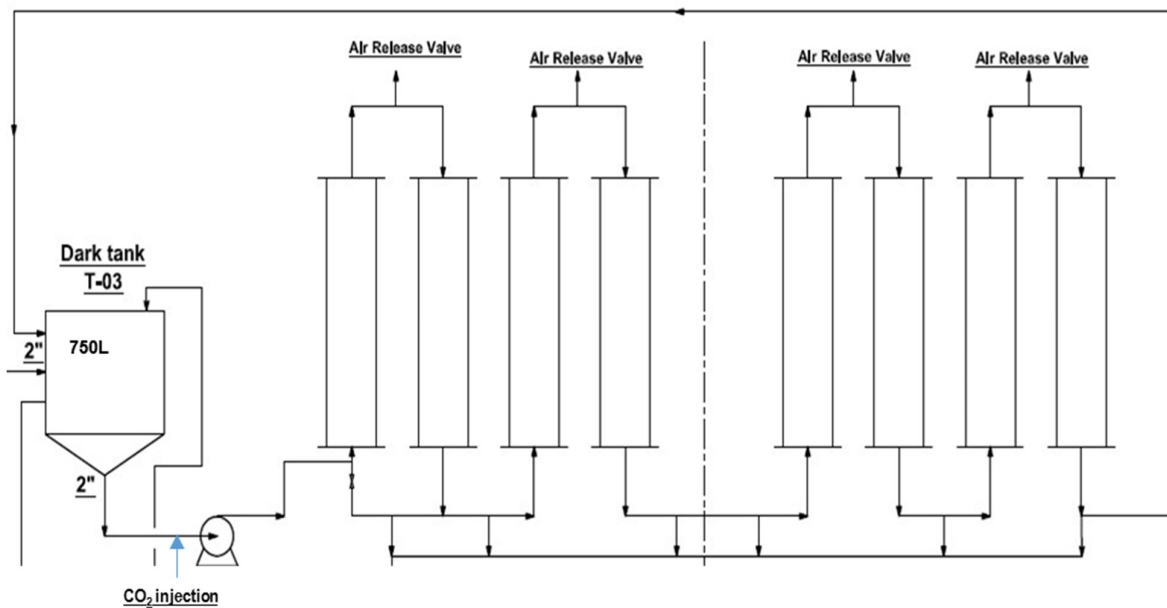 Air Release Valve
Air Release Valve
Air Release Valve
Air Release Valve
Dark tank
T-03
750L
2"
2"
CO₂ injection